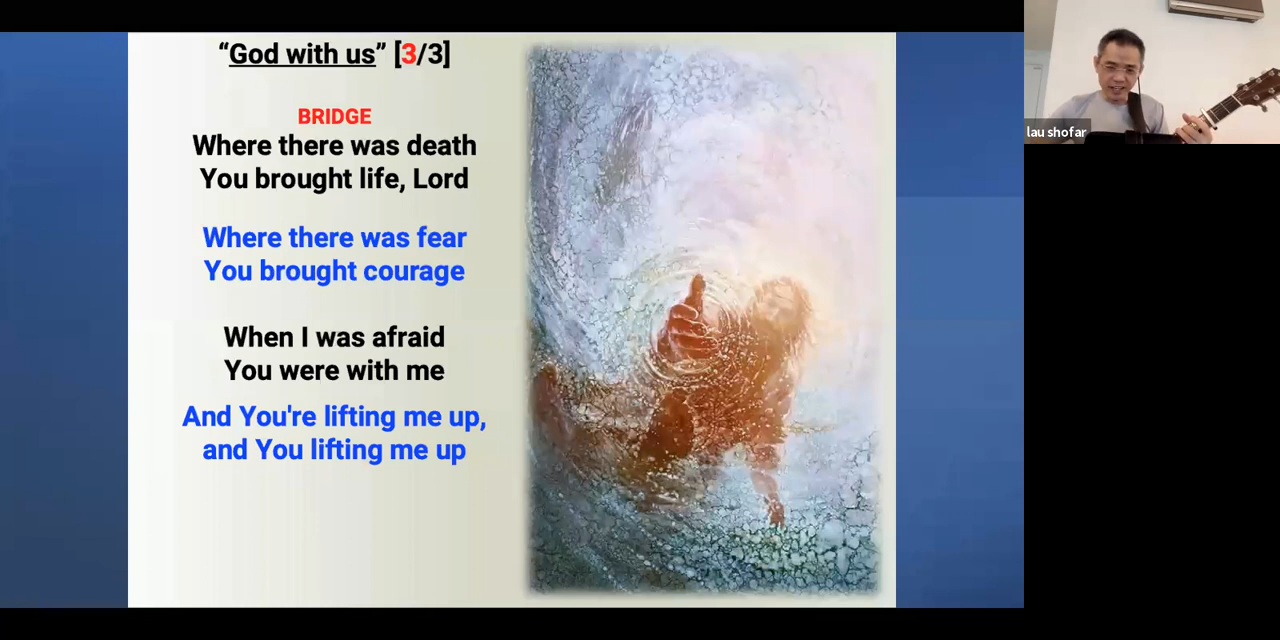 “God with us” [3/3]
BRIDGE
Where there was death
You brought life, Lord
Where there was fear
You brought courage
When I was afraid
You were with me
And You're lifting me up,
and You lifting me up
lau shofar